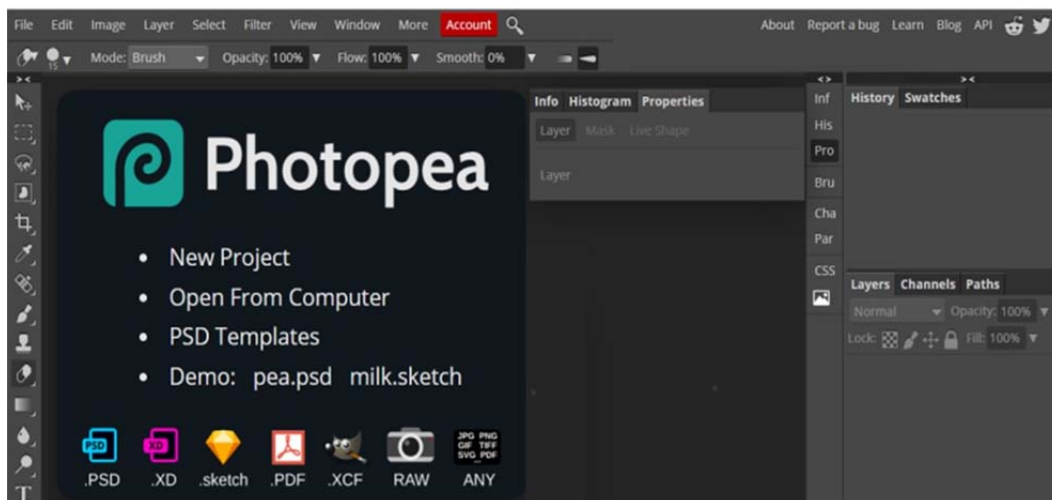 File Edit Image Layer Select Filter View Window More Account About Report a bug Learn Blog API
15 Mode: Brush Opacity: 100% Flow: 100% Smooth: 0%
> < < > > <
Info Histogram Properties Inf History Swatches
Layer Mask Live Shape His
Pro
Layer
Bru
Cha
Par
CSS
Photopea
• New Project
• Open From Computer
• PSD Templates
• Demo: pea.psd milk.sketch
PSD XD JPG PNG
GIF TIFF
SVG PDF
.PSD .XD .sketch .PDF .XCF RAW ANY
Layers Channels Paths
Normal Opacity: 100%
Lock: Fill: 100%
T